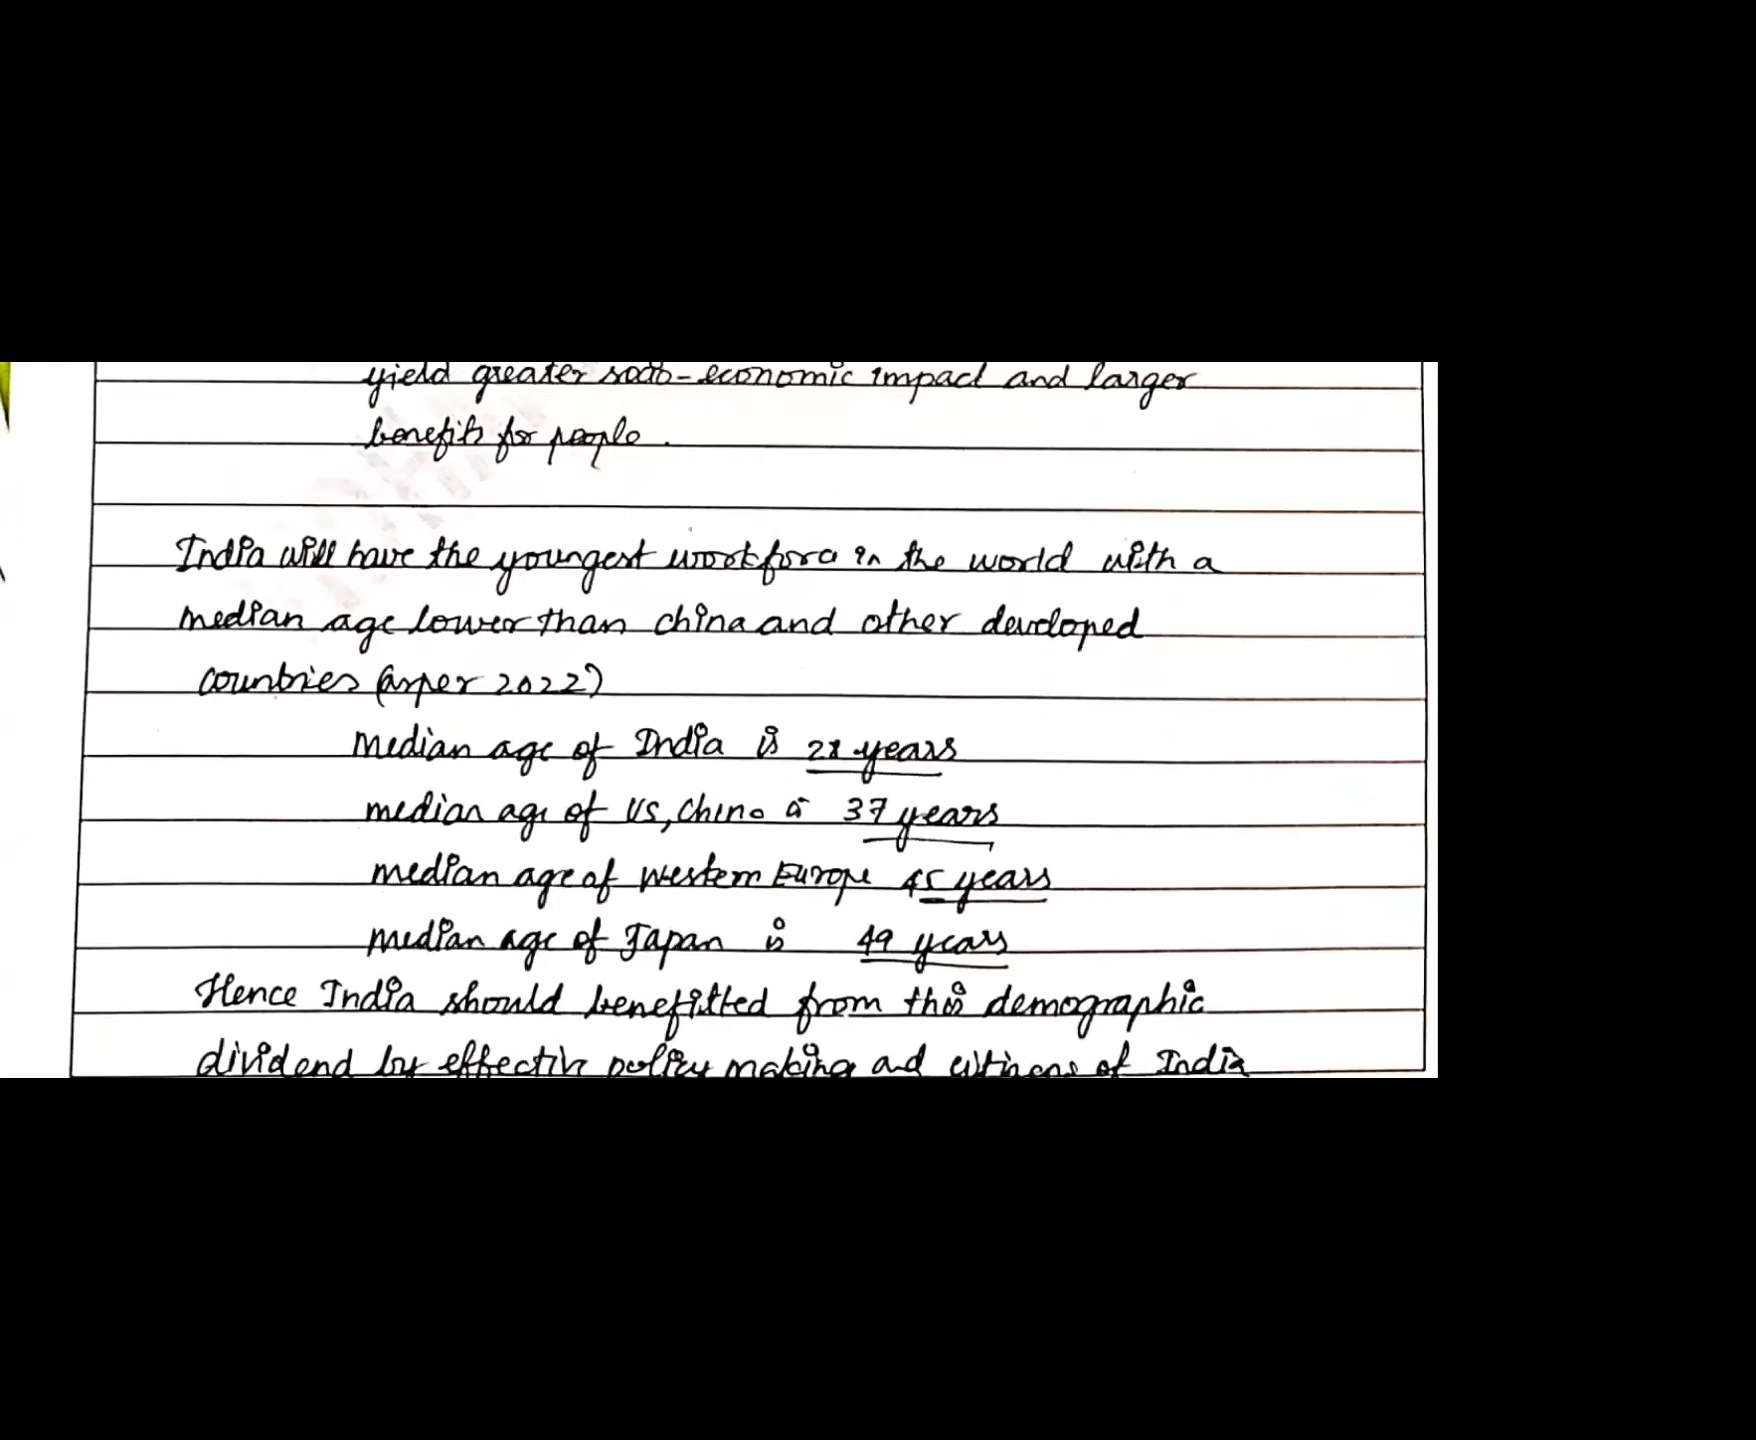 yield greater socio-economic impact and larger
benefits for people.
India will have the youngest workforce in the world with a
median age lower than china and other developed
countries (as per 2022)
median age of India is 28 years
median age of US, China is 37 years
median age of western Europe 45 years
median age of Japan is 49 years
Hence India should benefitted from this demographic
dividend by effective policy making and citizens of India